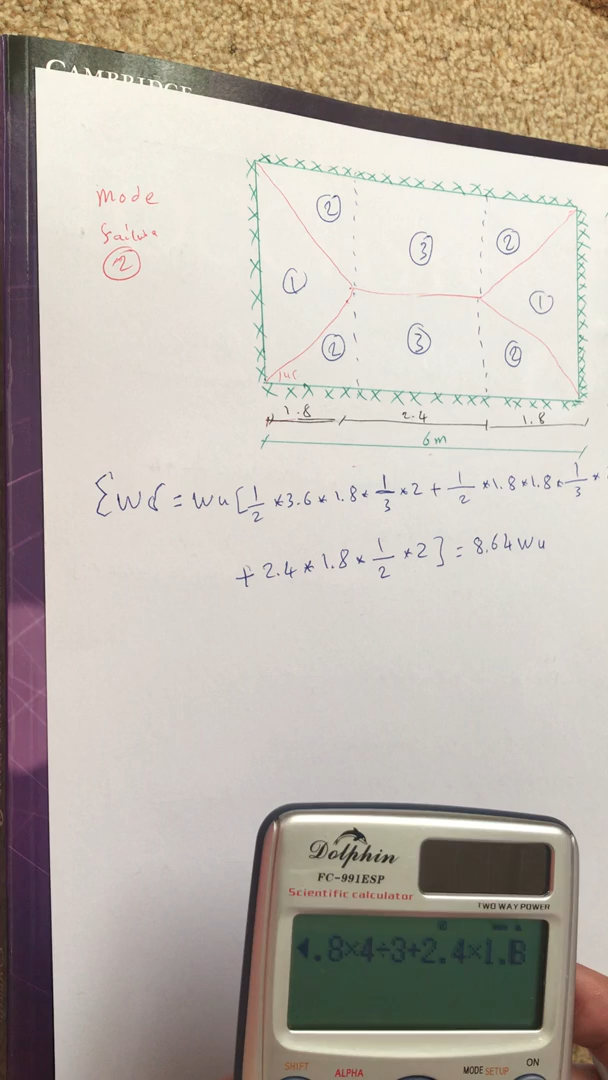 CAMBRIDGE
mode
failure
2
2
3
2
1
1
2
3
2
1.8
2.4
1.8
6m
Σwδ = wu[1/2 *3.6*1.8*1/3*2 + 1/2*1.8*1.8*1/3*
+ 2.4*1.8*1/2*2] = 8.64wu
Dolphin
FC-991ESP
Scientific calculator
TWO WAY POWER
.8×4÷3+2.4×1.8
SHIFT
ALPHA
MODE SETUP
ON